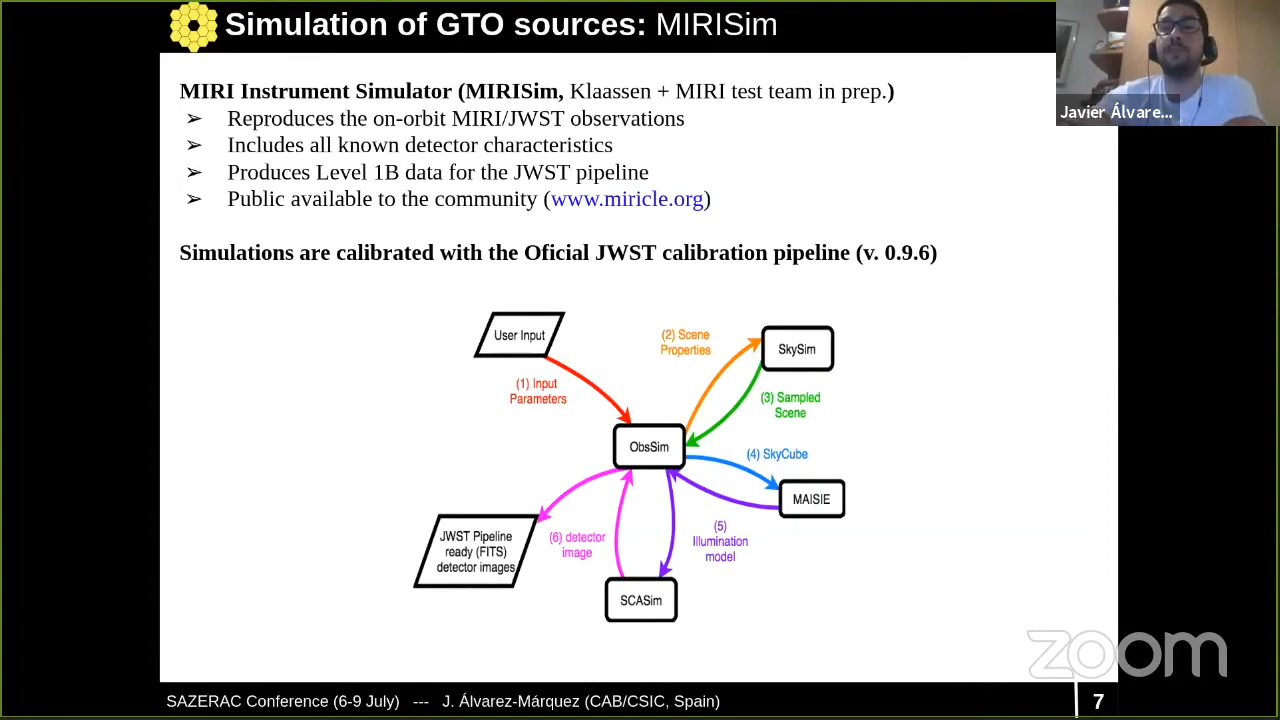 Simulation of GTO sources: MIRISim
MIRI Instrument Simulator (MIRISim, Klaassen + MIRI test team in prep.)
➢ Reproduces the on-orbit MIRI/JWST observations
➢ Includes all known detector characteristics
➢ Produces Level 1B data for the JWST pipeline
➢ Public available to the community (www.miricle.org)
Simulations are calibrated with the Oficial JWST calibration pipeline (v. 0.9.6)
User Input
(1) Input
Parameters
(2) Scene
Properties
SkySim
(3) Sampled
Scene
ObsSim
(4) SkyCube
MAISIE
(5)
Illumination
model
(6) detector
image
JWST Pipeline
ready (FITS)
detector images
SCASim
SAZERAC Conference (6-9 July) --- J. Álvarez-Márquez (CAB/CSIC, Spain)
7
Javier Álvare...
zoom